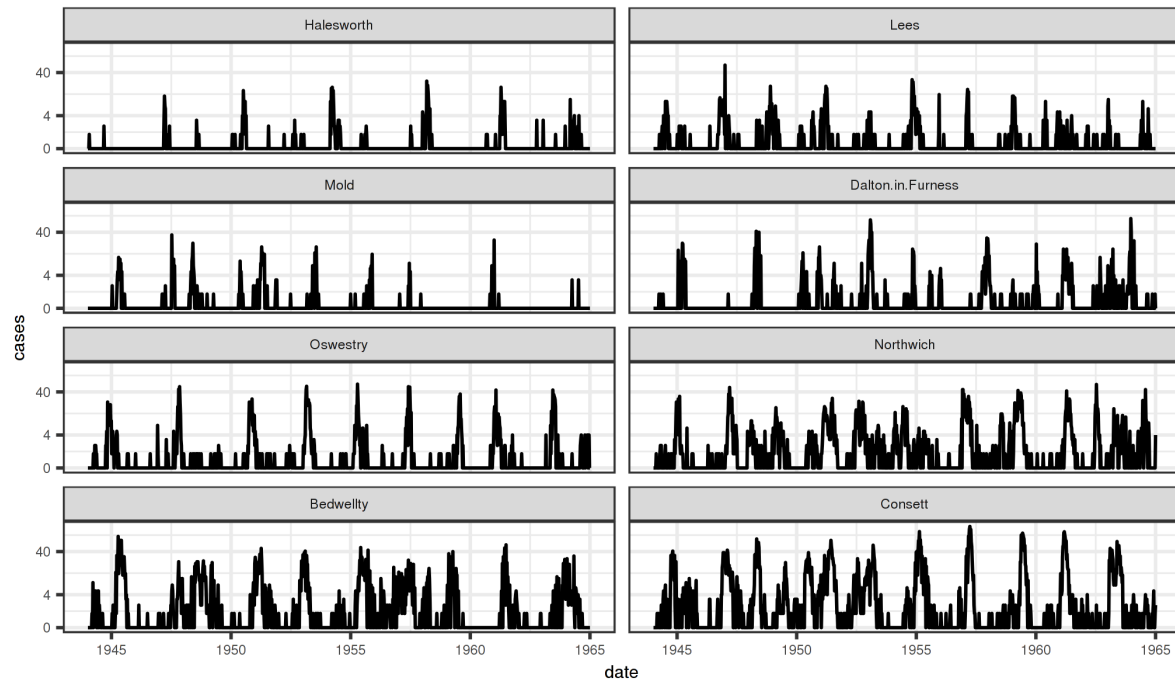 Halesworth Lees
40
4
0
Mold Dalton.in.Furness
40
4
0
cases
Oswestry Northwich
40
4
0
Bedwellty Consett
40
4
0
1945 1950 1955 1960 1965 1945 1950 1955 1960 1965
date